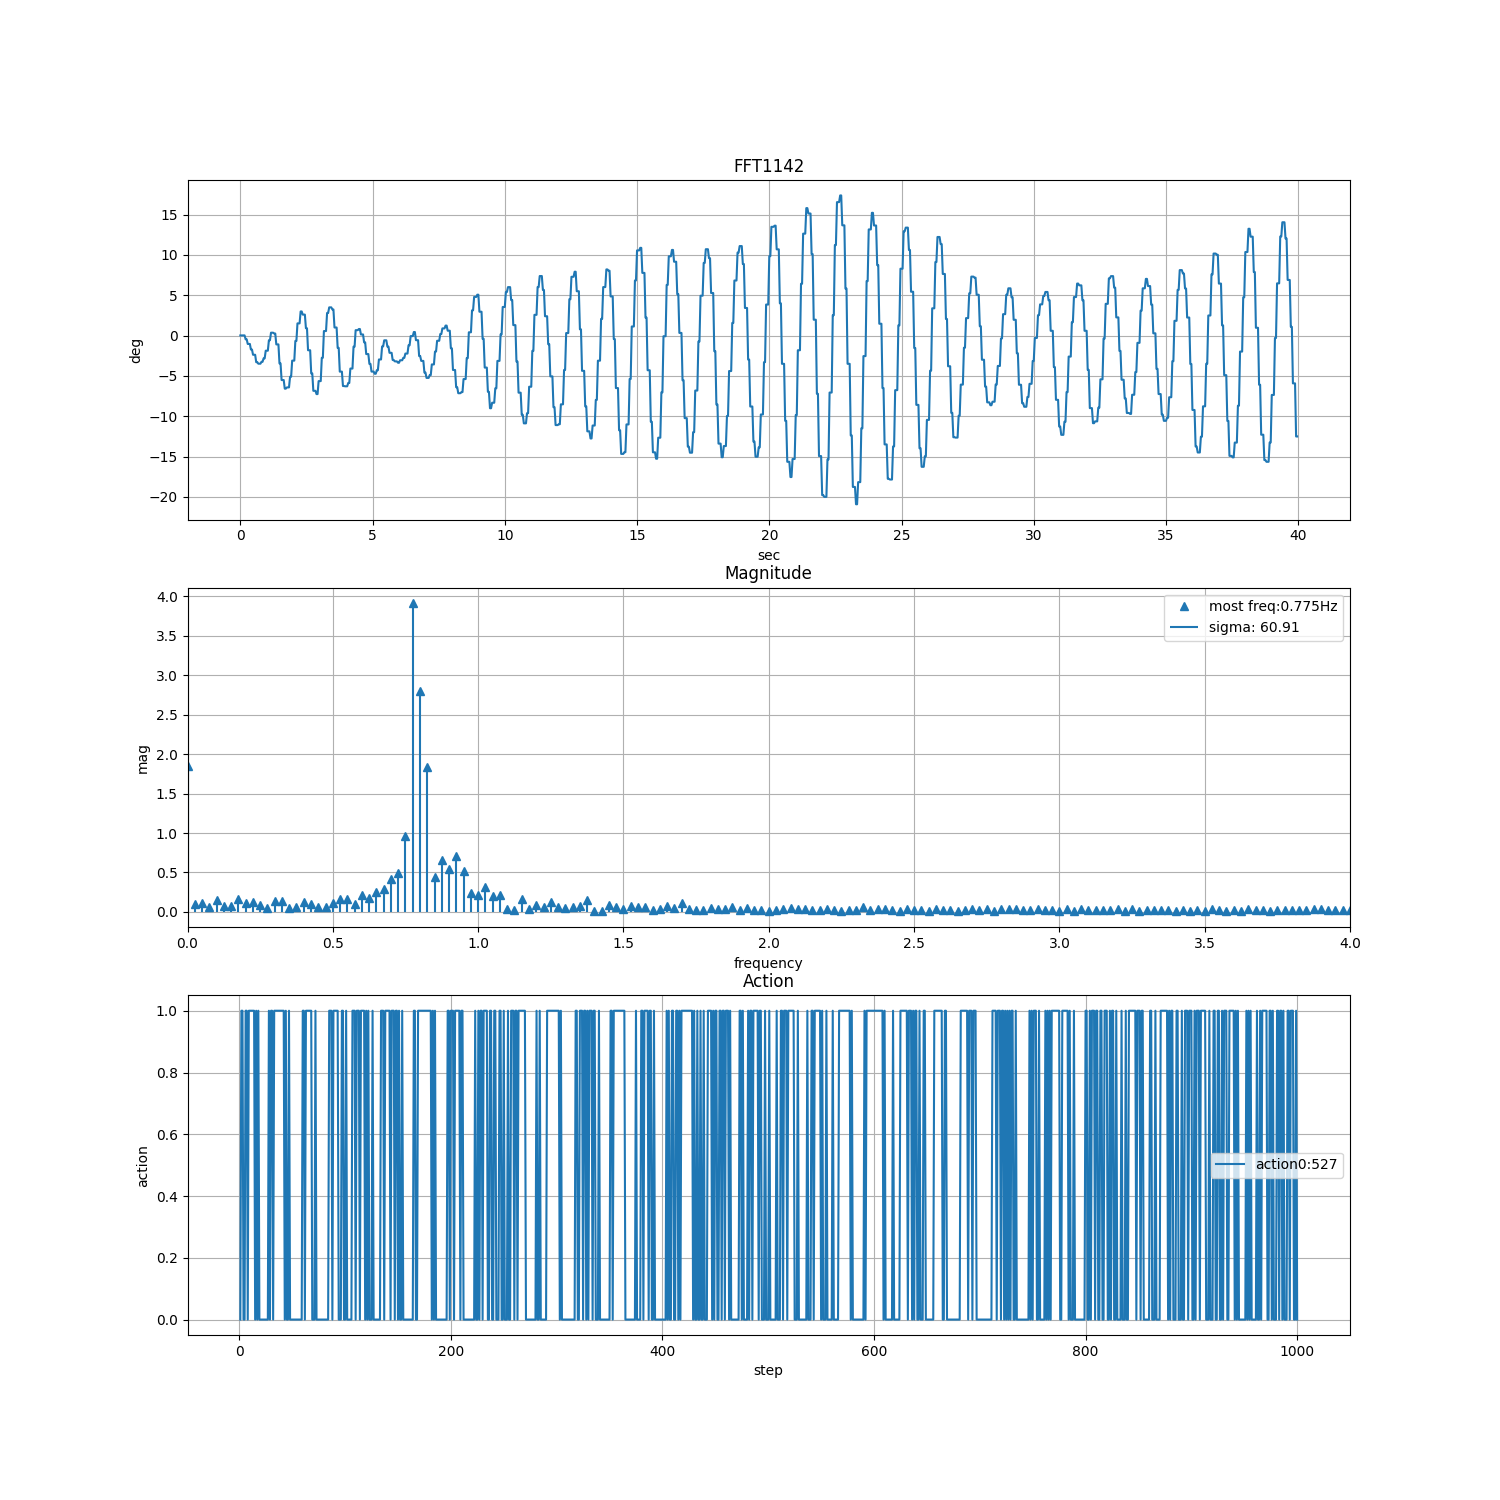 FFT1142
15
10
5
0
−5
−10
−15
−20
deg
0 5 10 15 20 25 30 35 40
sec
Magnitude
4.0
3.5
3.0
2.5
2.0
1.5
1.0
0.5
0.0
mag
most freq:0.775Hz
sigma: 60.91
0.0 0.5 1.0 1.5 2.0 2.5 3.0 3.5 4.0
frequency
Action
1.0
0.8
0.6
0.4
0.2
0.0
action
action0:527
0 200 400 600 800 1000
step